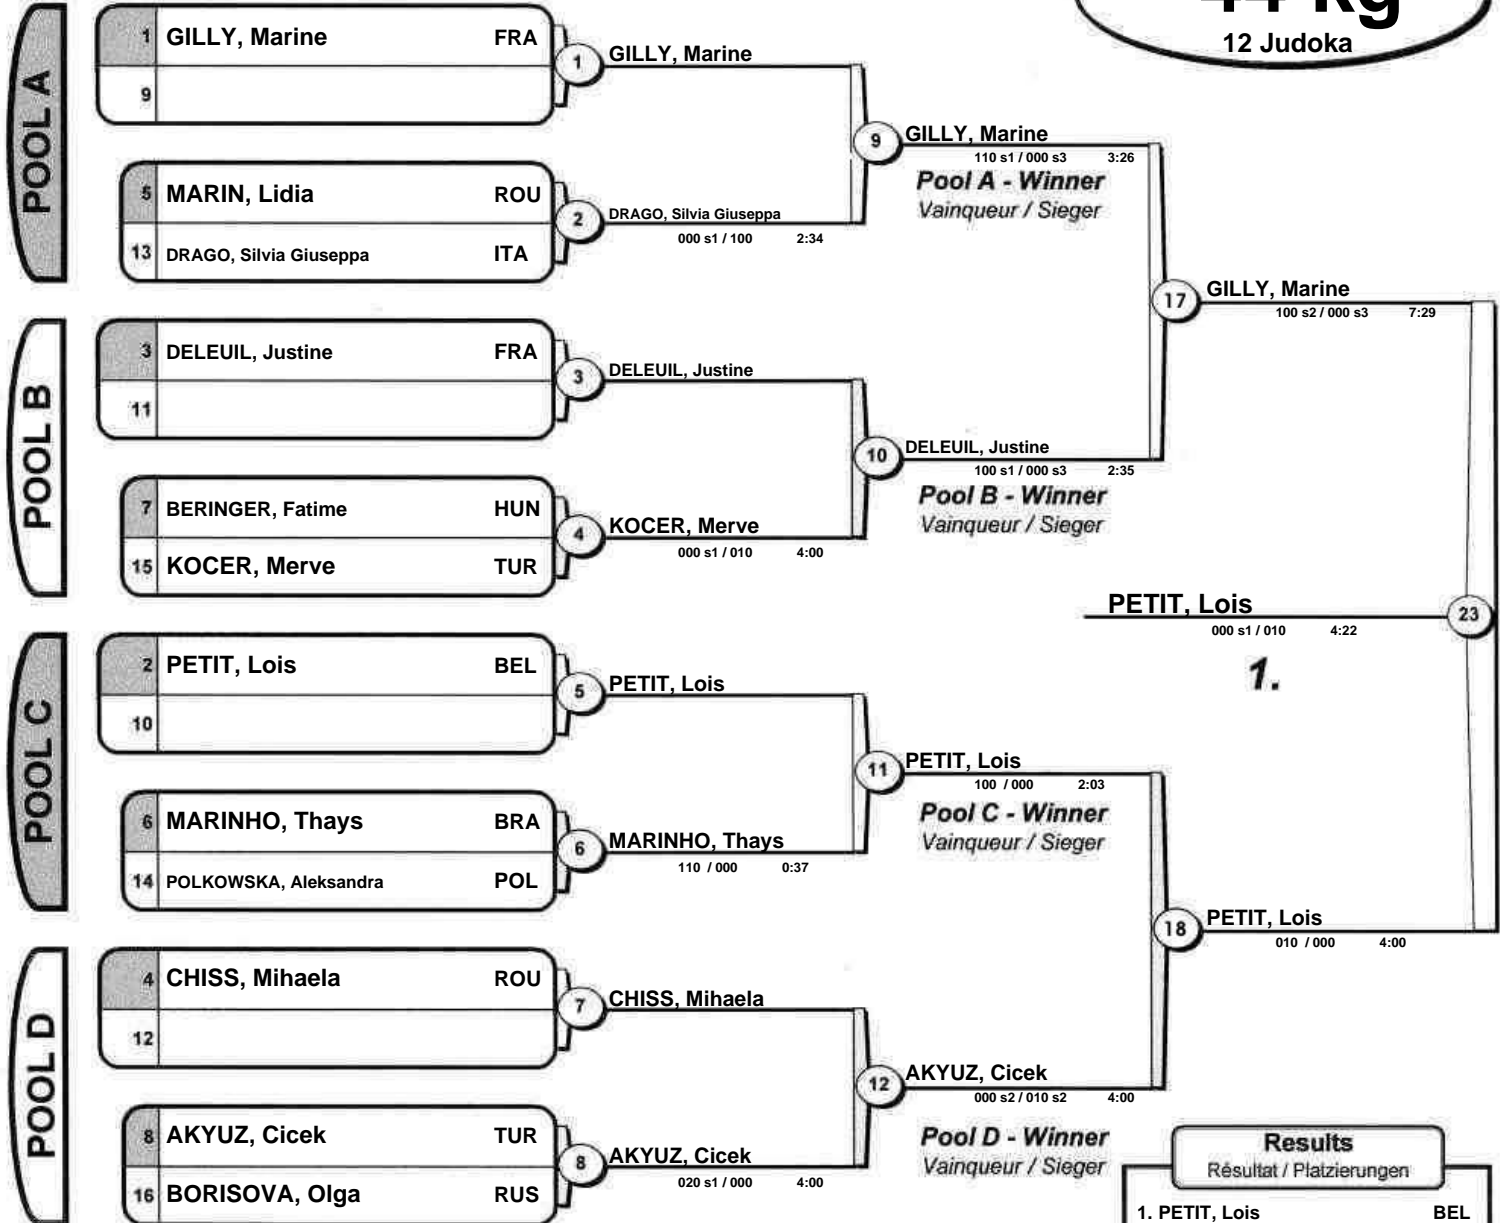 44 kg
12 Judoka
POOL A
1 GILLY, Marine FRA
9
5 MARIN, Lidia ROU
13 DRAGO, Silvia Giuseppa ITA
1 GILLY, Marine
2 DRAGO, Silvia Giuseppa
000 s1 / 100 2:34
9 GILLY, Marine
110 s1 / 000 s3 3:26
Pool A - Winner
Vainqueur / Sieger
POOL B
3 DELEUIL, Justine FRA
11
7 BERINGER, Fatime HUN
15 KOCER, Merve TUR
3 DELEUIL, Justine
4 KOCER, Merve
000 s1 / 010 4:00
10 DELEUIL, Justine
100 s1 / 000 s3 2:35
Pool B - Winner
Vainqueur / Sieger
17 GILLY, Marine
100 s2 / 000 s3 7:29
PETIT, Lois 23
000 s1 / 010 4:22
1.
POOL C
2 PETIT, Lois BEL
10
6 MARINHO, Thays BRA
14 POLKOWSKA, Aleksandra POL
5 PETIT, Lois
6 MARINHO, Thays
110 / 000 0:37
11 PETIT, Lois
100 / 000 2:03
Pool C - Winner
Vainqueur / Sieger
POOL D
4 CHISS, Mihaela ROU
12
8 AKYUZ, Cicek TUR
16 BORISOVA, Olga RUS
7 CHISS, Mihaela
8 AKYUZ, Cicek
020 s1 / 000 4:00
12 AKYUZ, Cicek
000 s2 / 010 s2 4:00
Pool D - Winner
Vainqueur / Sieger
18 PETIT, Lois
010 / 000 4:00
Results
Résultat / Platzierungen
1. PETIT, Lois BEL